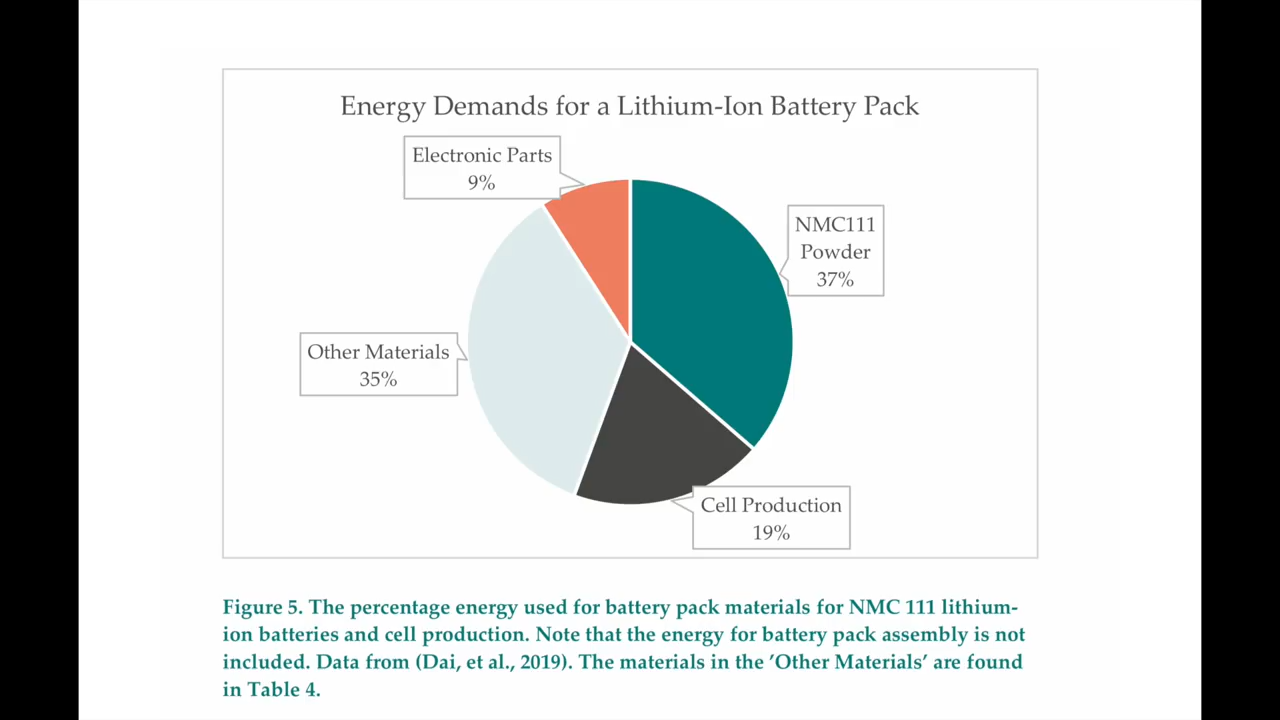 Energy Demands for a Lithium-Ion Battery Pack
Electronic Parts
9%
NMC111
Powder
37%
Other Materials
35%
Cell Production
19%
Figure 5. The percentage energy used for battery pack materials for NMC 111 lithium-
ion batteries and cell production. Note that the energy for battery pack assembly is not
included. Data from (Dai, et al., 2019). The materials in the ’Other Materials’ are found
in Table 4.